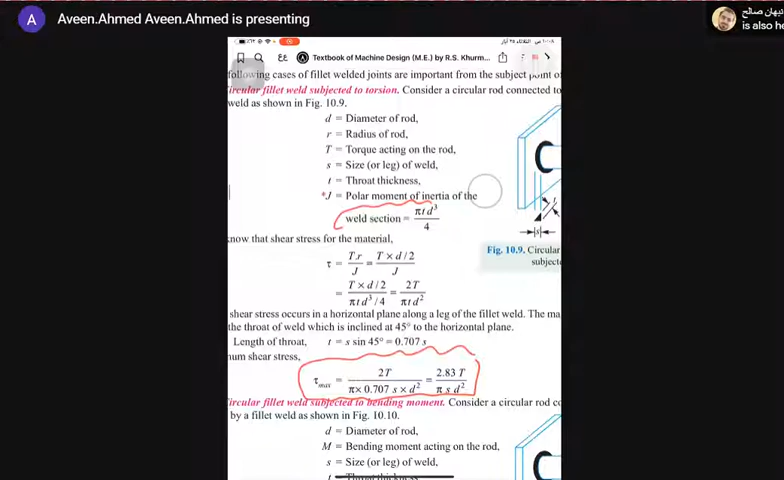 A Aveen.Ahmed Aveen.Ahmed is presenting
نيهان صالح
is also he
Textbook of Machine Design (M.E.) by R.S. Khurm...
following cases of fillet welded joints are important from the subject point o
ircular fillet weld subjected to torsion. Consider a circular rod connected to
weld as shown in Fig. 10.9.
d = Diameter of rod,
r = Radius of rod,
T = Torque acting on the rod,
s = Size (or leg) of weld,
t = Throat thickness,
*J = Polar moment of inertia of the
weld section = πtd³/4
know that shear stress for the material,
τ = T.r/J = T × d/2/J
= T × d/2/πtd³/4 = 2T/πtd²
shear stress occurs in a horizontal plane along a leg of the fillet weld. The ma
the throat of weld which is inclined at 45° to the horizontal plane.
Length of throat, t = s sin 45° = 0.707 s
num shear stress,
τmax = 2T/π× 0.707 s × d² = 2.83 T/π s d²
s
Fig. 10.9. Circular
subject
ircular fillet weld subjected to bending moment. Consider a circular rod co
by a fillet weld as shown in Fig. 10.10.
d = Diameter of rod,
M = Bending moment acting on the rod,
s = Size (or leg) of weld,